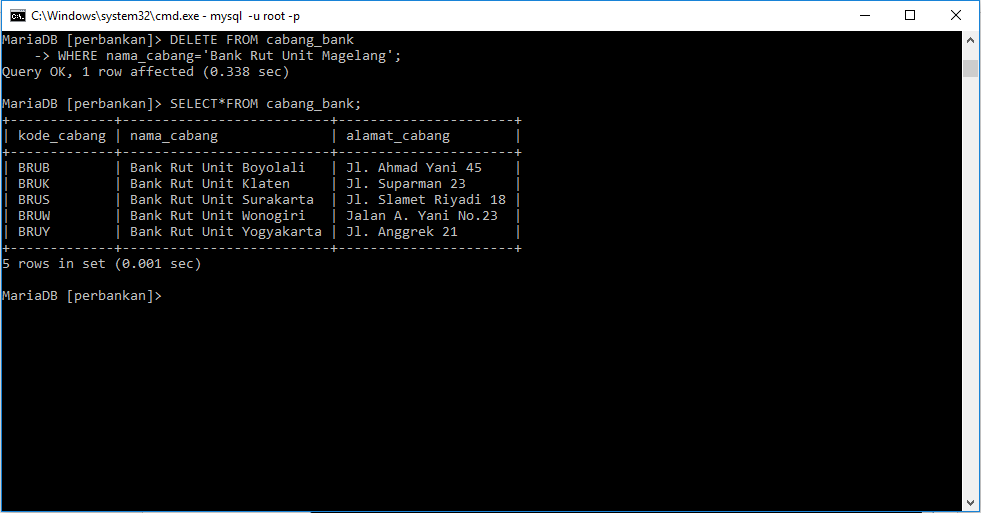 C:\Windows\system32\cmd.exe - mysql  -u root -p
MariaDB [perbankan]> DELETE FROM cabang_bank
    -> WHERE nama_cabang='Bank Rut Unit Magelang';
Query OK, 1 row affected (0.338 sec)
MariaDB [perbankan]> SELECT*FROM cabang_bank;
+-------------+--------------------------+----------------------+
| kode_cabang | nama_cabang              | alamat_cabang        |
+-------------+--------------------------+----------------------+
| BRUB        | Bank Rut Unit Boyolali   | Jl. Ahmad Yani 45    |
| BRUK        | Bank Rut Unit Klaten     | Jl. Suparman 23      |
| BRUS        | Bank Rut Unit Surakarta  | Jl. Slamet Riyadi 18 |
| BRUW        | Bank Rut Unit Wonogiri   | Jalan A. Yani No.23  |
| BRUY        | Bank Rut Unit Yogyakarta | Jl. Anggrek 21       |
+-------------+--------------------------+----------------------+
5 rows in set (0.001 sec)
MariaDB [perbankan]>